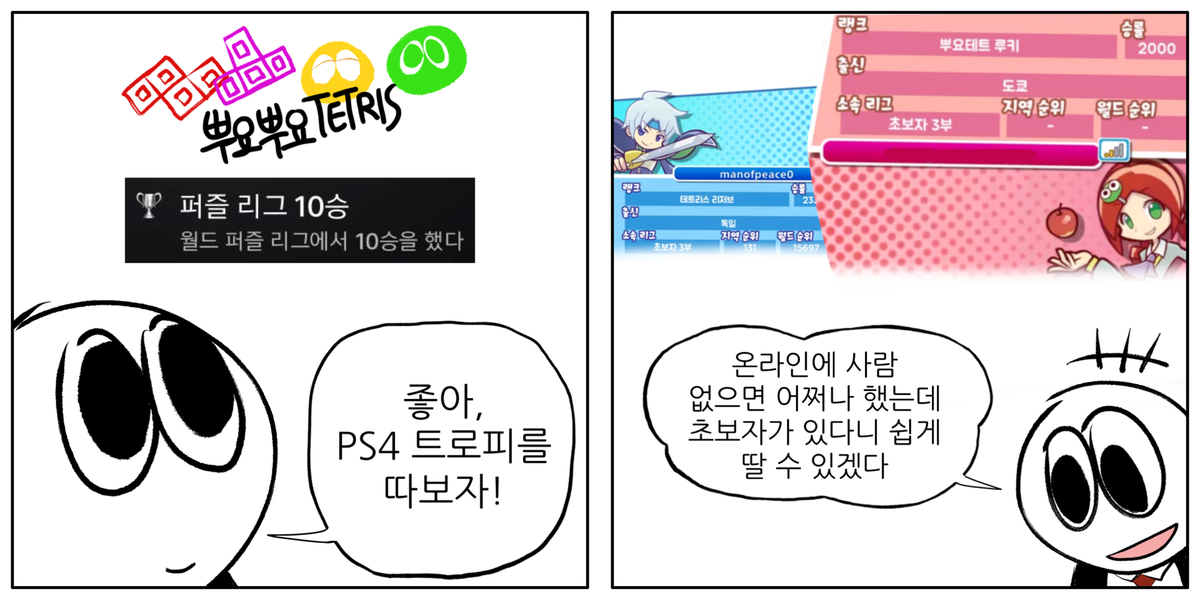 뿌요뿌요TETRIS
퍼즐 리그 10승
월드 퍼즐 리그에서 10승을 했다
좋아,
PS4 트로피를
따보자!
랭크
승률
뿌요테트 루키
2000
출신
도쿄
소속 리그
지역 순위
월드 순위
초보자 3부
-
-
manofpeace0
랭크
승률
테트리스 리저브
23.
출신
독일
소속 리그
지역 순위
월드 순위
초보자 3부
131
15697
온라인에 사람
없으면 어쩌나 했는데
초보자가 있다니 쉽게
딸 수 있겠다